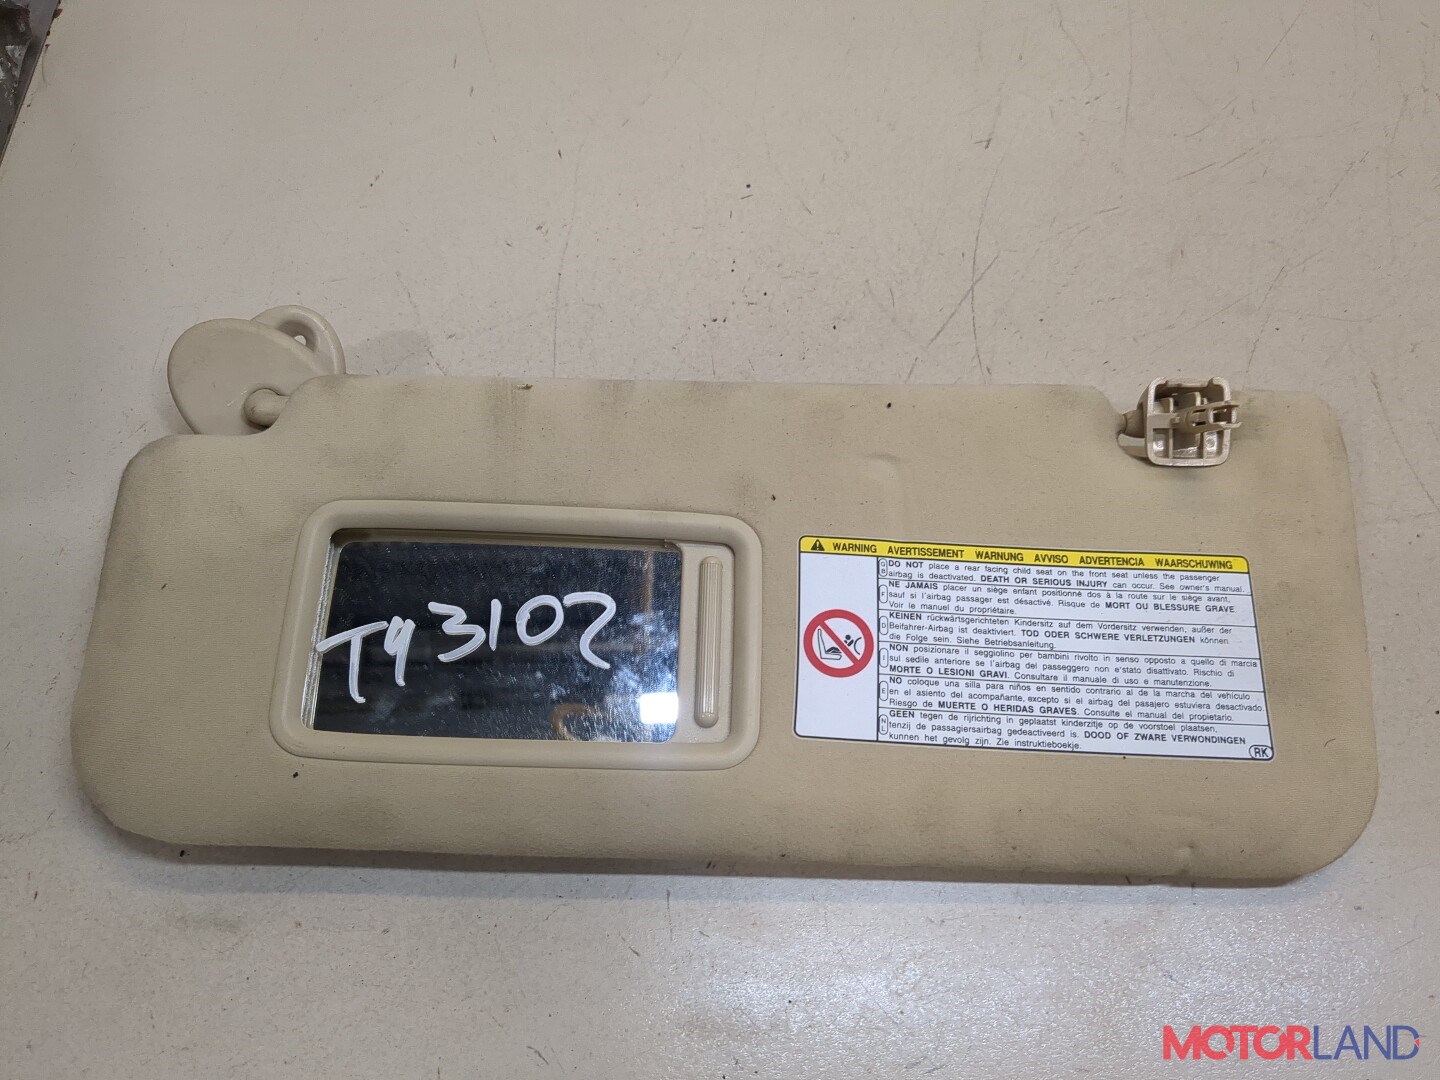 T93102
WARNING AVERTISSEMENT WARNUNG AVVISO ADVERTENCIA WAARSCHUWING
GB
DO NOT place a rear facing child seat on the front seat unless the passenger
airbag is deactivated. DEATH OR SERIOUS INJURY can occur. See owner's manual.
F
NE JAMAIS placer un siège enfant positionné dos à la route sur le siège avant,
sauf si l'airbag passager est désactivé. Risque de MORT OU BLESSURE GRAVE
Voir le manuel du propriétaire.
D
KEINEN rückwärtsgerichteten Kindersitz auf dem Vordersitz verwenden, außer der
Beifahrer-Airbag ist deaktiviert. TOD ODER SCHWERE VERLETZUNGEN können
die Folge sein. Siehe Betriebsanleitung.
I
NON posizionare il seggiolino per bambini rivolto in senso opposto a quello di marcia
sul sedile anteriore se l'airbag del passeggero non e'stato disattivato. Rischio di
MORTE O LESIONI GRAVI. Consultare il manuale di uso e manutenzione.
E
NO coloque una silla para niños en sentido contrario al de la marcha del vehículo
en el asiento del acompañante, excepto si el airbag del pasajero estuviera desactivado.
Riesgo de MUERTE O HERIDAS GRAVES. Consulte el manual del propietario.
NL
GEEN tegen de rijrichting in geplaatst kinderzitje op de voorstoel plaatsen,
tenzij de passagiersairbag gedeactiveerd is. DOOD OF ZWARE VERWONDINGEN
kunnen het gevolg zijn. Zie instruktieboekje.
RK
MOTORLAND